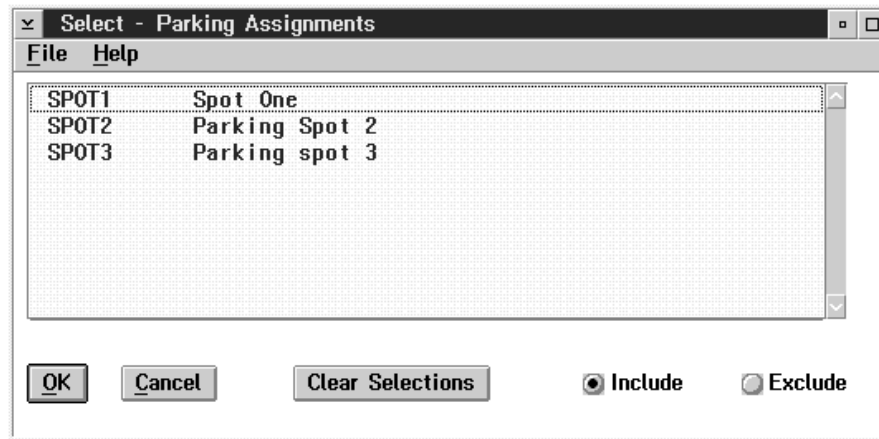 Select - Parking Assignments
File Help
SPOT1 Spot One
SPOT2 Parking Spot 2
SPOT3 Parking spot 3
OK Cancel Clear Selections Include Exclude